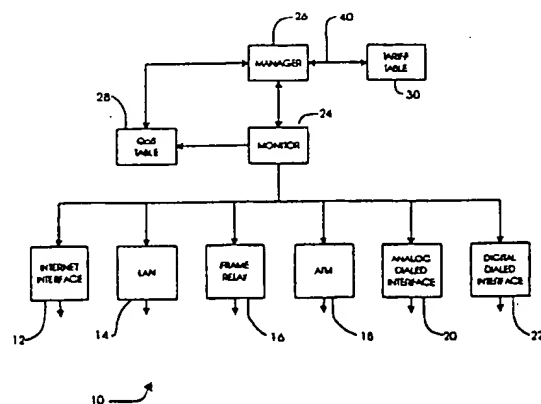 26
40
MANAGER
TARIFF
TABLE
30
28
QoS
TABLE
24
MONITOR
INTERNET
INTERFACE
LAN
FRAME
RELAY
ATM
ANALOG
DIALED
INTERFACE
DIGITAL
DIALED
INTERFACE
12
14
16
18
20
22
10